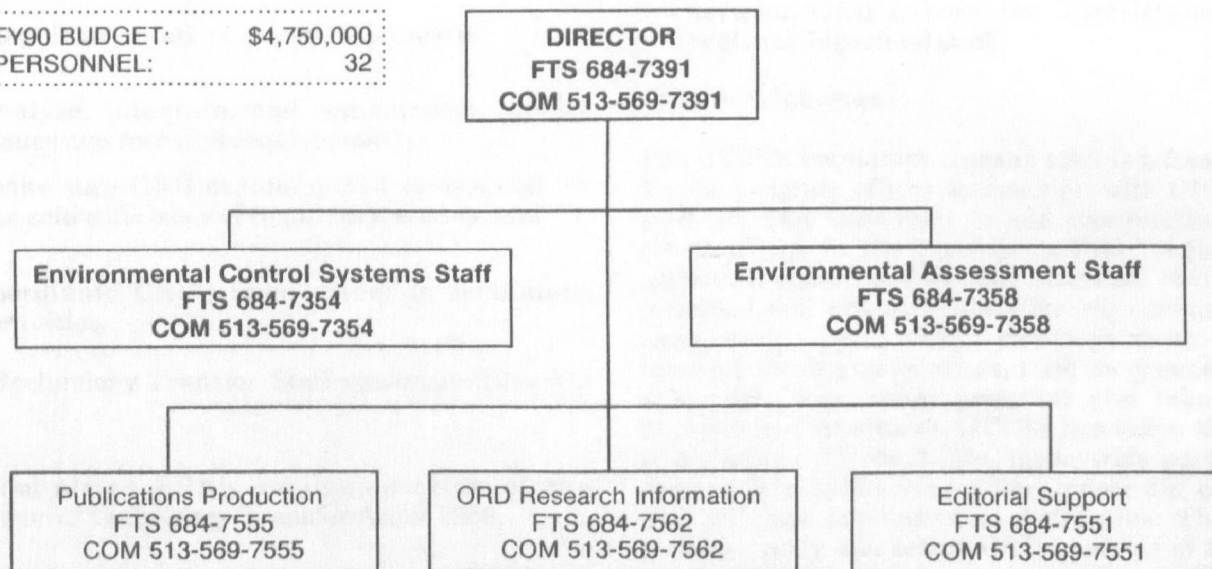 FY90 BUDGET: $4,750,000
PERSONNEL: 32
DIRECTOR
FTS 684-7391
COM 513-569-7391
Environmental Control Systems Staff
FTS 684-7354
COM 513-569-7354
Environmental Assessment Staff
FTS 684-7358
COM 513-569-7358
Publications Production
FTS 684-7555
COM 513-569-7555
ORD Research Information
FTS 684-7562
COM 513-569-7562
Editorial Support
FTS 684-7551
COM 513-569-7551